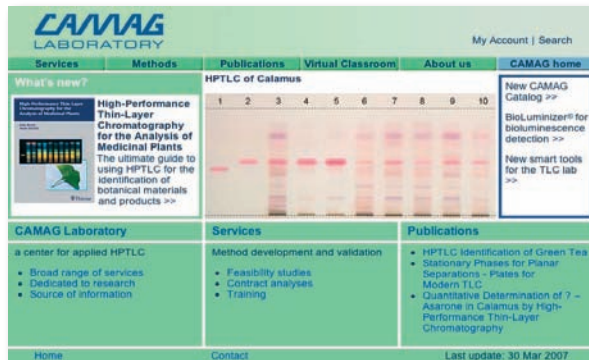 CAMAG
LABORATORY
My Account | Search
Services Methods Publications Virtual Classroom About us CAMAG home
What's new?
High-Performance
Thin-Layer
Chromatography
for the Analysis of
Medicinal Plants
The ultimate guide to
using HPTLC for the
identification of
botanical materials
and products >>
HPTLC of Calamus
1 2 3 4 5 6 7 8 9 10
New CAMAG
Catalog >>
BioLuminizer® for
bioluminescence
detection >>
New smart tools
for the TLC lab
>>
CAMAG Laboratory
a center for applied HPTLC
• Broad range of services
• Dedicated to research
• Source of information
Services
Method development and validation
• Feasibility studies
• Contract analyses
• Training
Publications
• HPTLC Identification of Green Tea
• Stationary Phases for Planar
Separations - Plates for
Modern TLC
• Quantitative Determination of ? –
Asarone in Calamus by High-
Performance Thin-Layer
Chromatography
Home Contact Last update: 30 Mar 2007